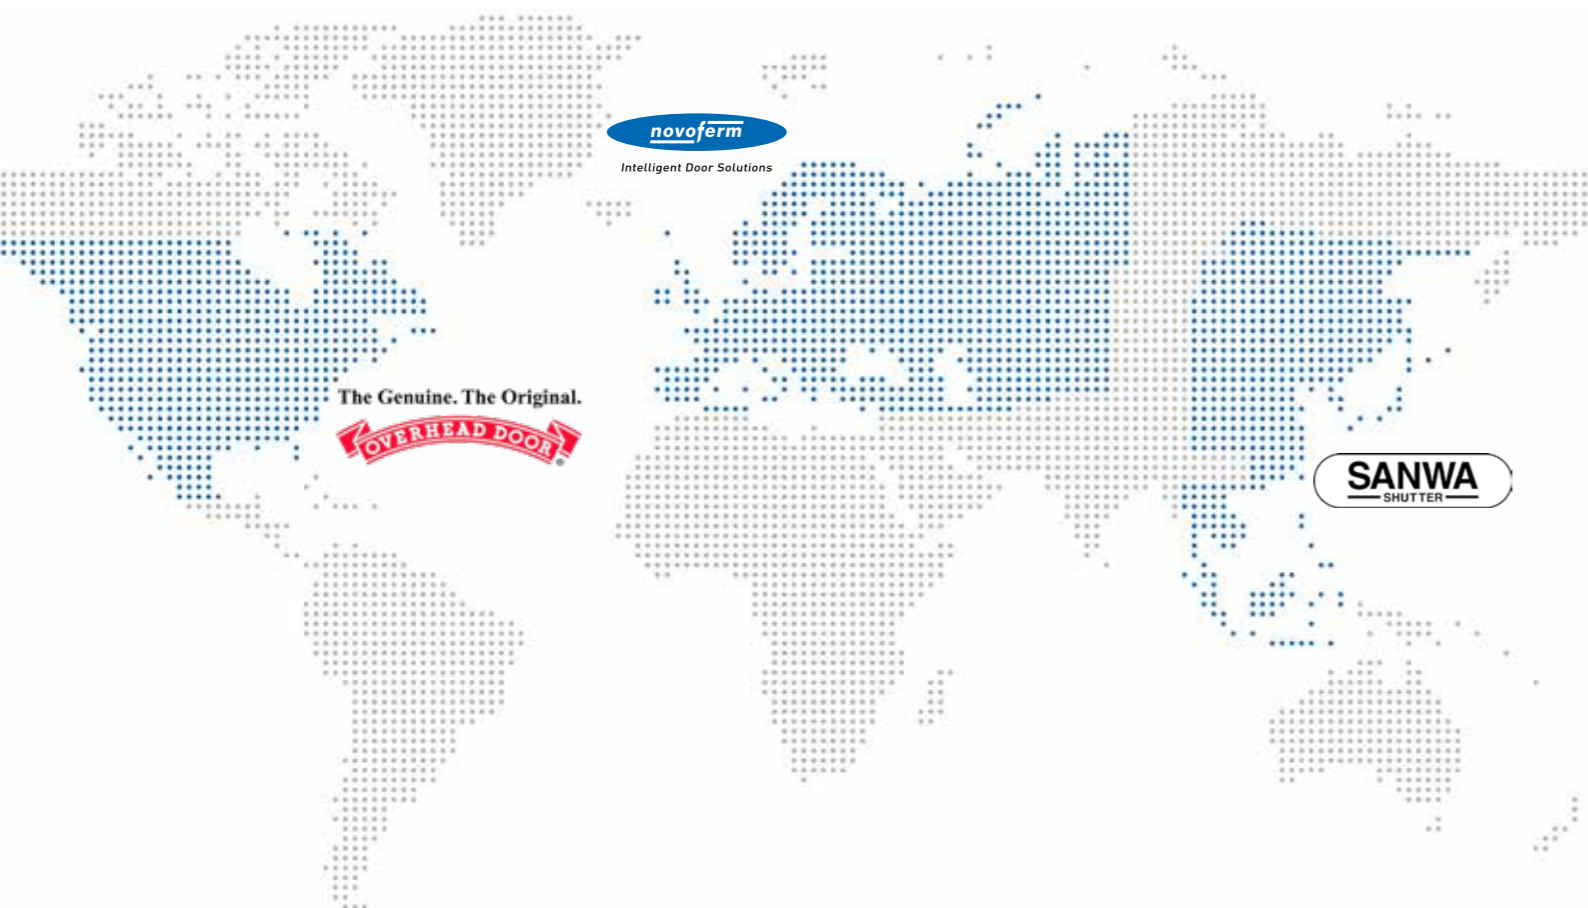 novoferm
Intelligent Door Solutions
The Genuine. The Original.
OVERHEAD DOOR
®
SANWA
SHUTTER